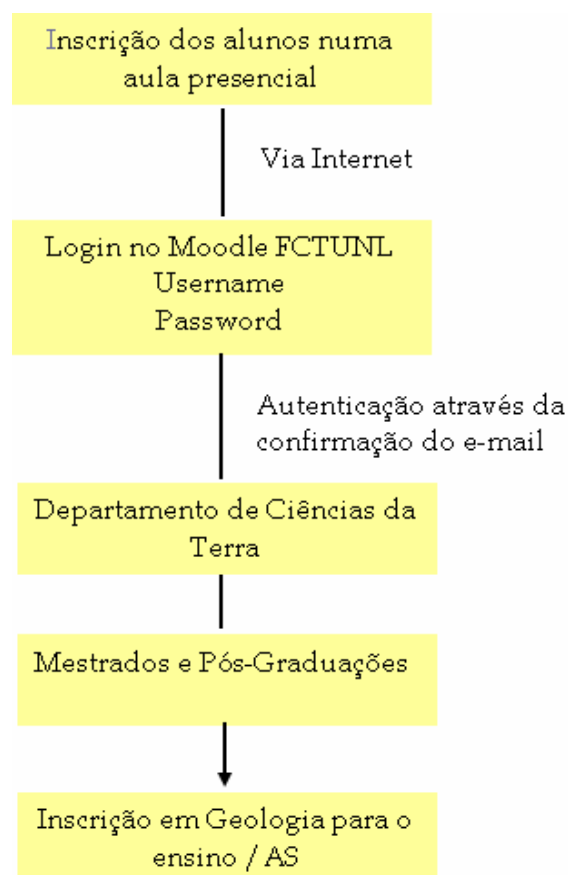 Inscrição dos alunos numa
aula presencial
Via Internet
Login no Moodle FCTUNL
Username
Password
Autenticação através da
confirmação do e-mail
Departamento de Ciências da
Terra
Mestrados e Pós-Graduações
Inscrição em Geologia para o
ensino / AS